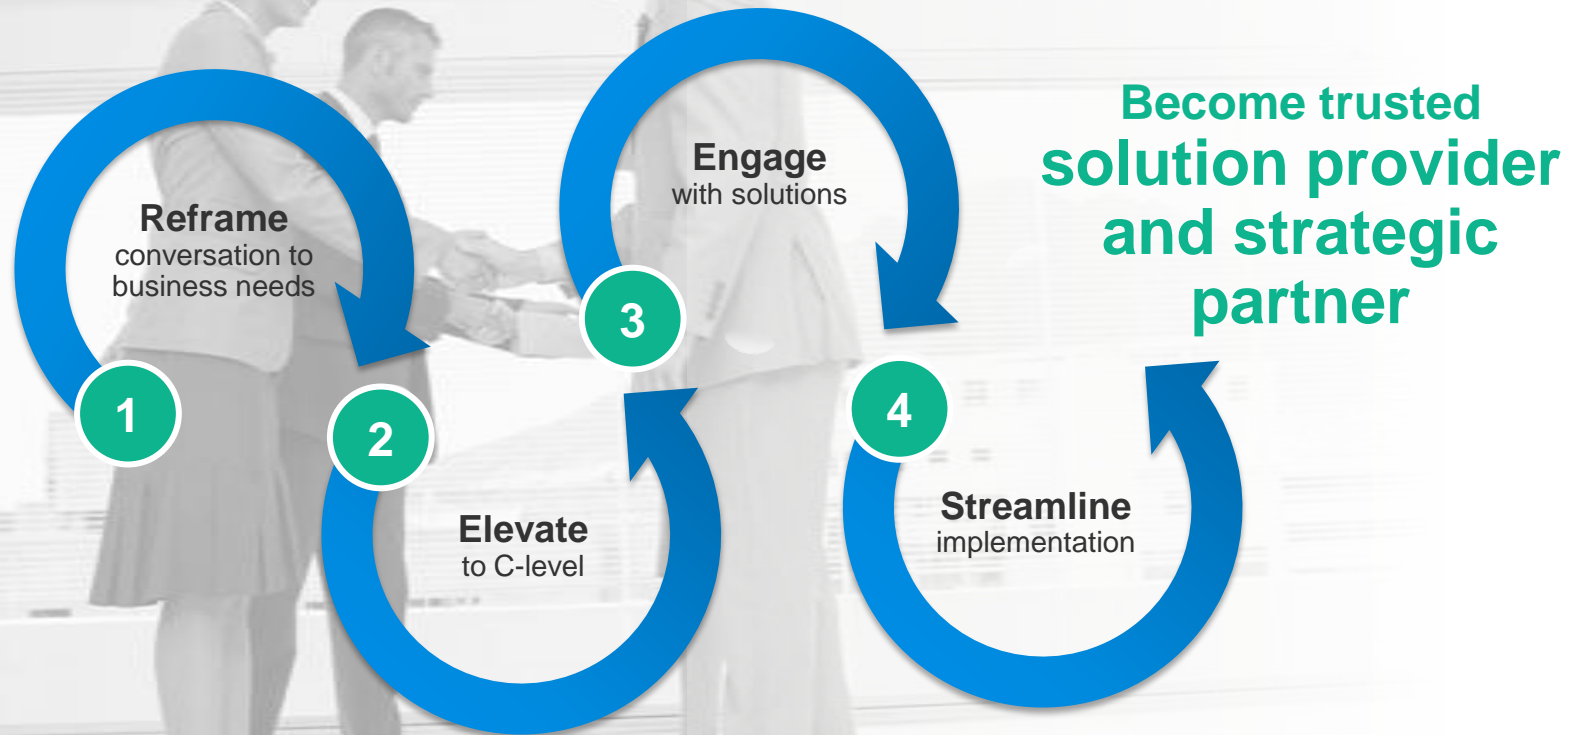 1
Reframe
conversation to
business needs
2
Elevate
to C-level
3
Engage
with solutions
4
Streamline
implementation
Become trusted
solution provider
and strategic
partner